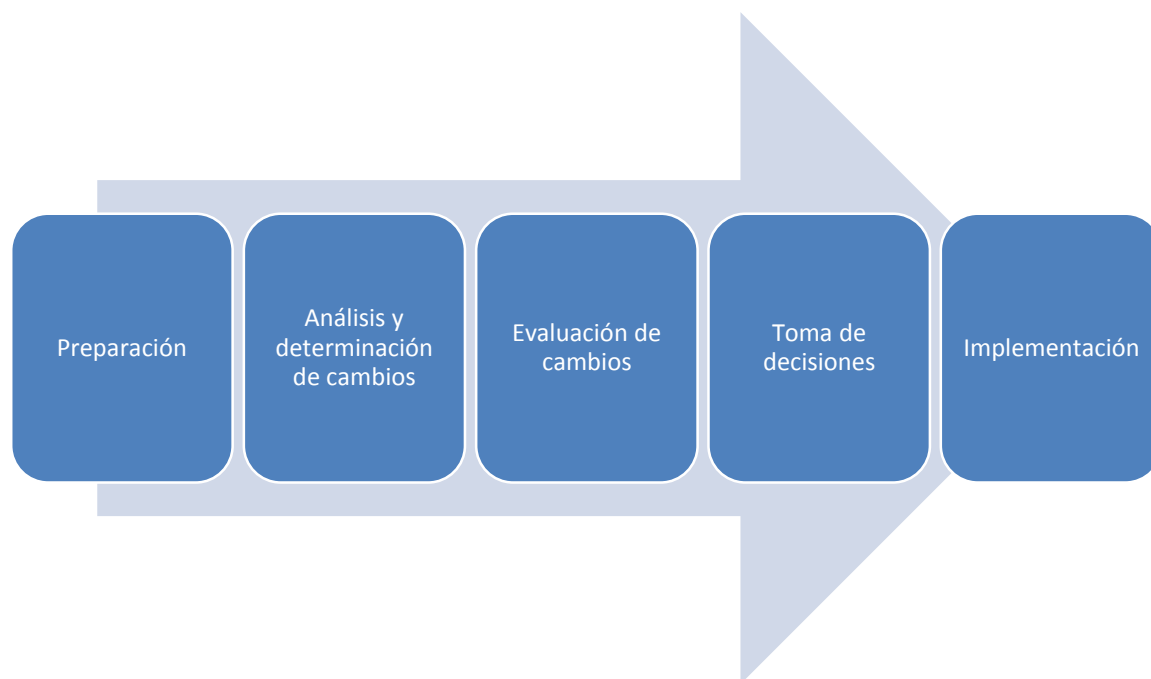 Preparación
Análisis y
determinación
de cambios
Evaluación de
cambios
Toma de
decisiones
Implementación